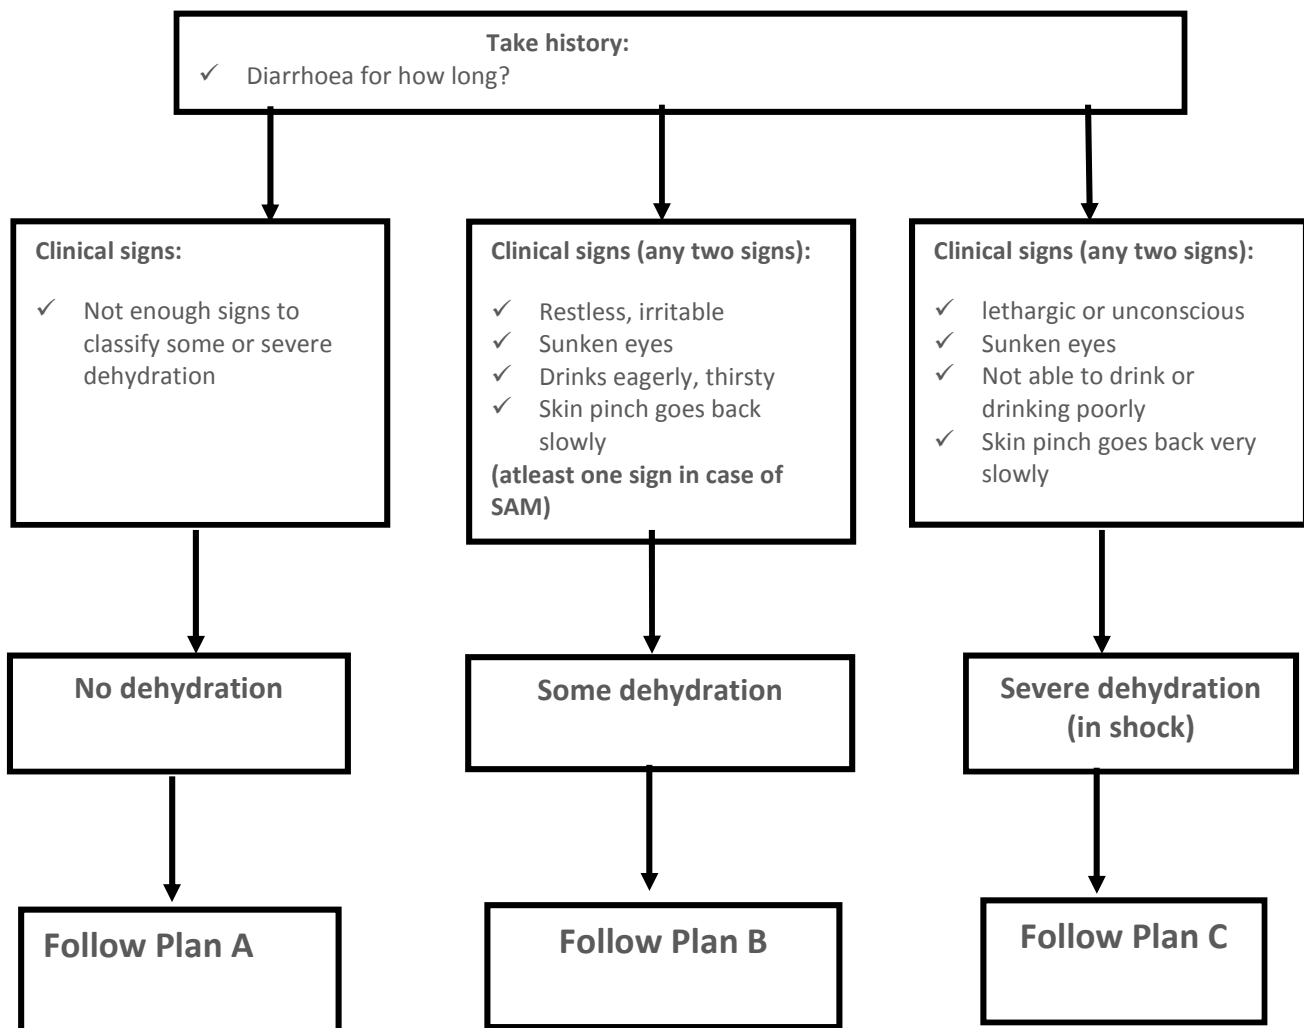 Take history:
✓ Diarrhoea for how long?
Clinical signs:
✓ Not enough signs to
classify some or severe
dehydration
Clinical signs (any two signs):
✓ Restless, irritable
✓ Sunken eyes
✓ Drinks eagerly, thirsty
✓ Skin pinch goes back
slowly
(atleast one sign in case of
SAM)
Clinical signs (any two signs):
✓ lethargic or unconscious
✓ Sunken eyes
✓ Not able to drink or
drinking poorly
✓ Skin pinch goes back very
slowly
No dehydration
Some dehydration
Severe dehydration
(in shock)
Follow Plan A
Follow Plan B
Follow Plan C